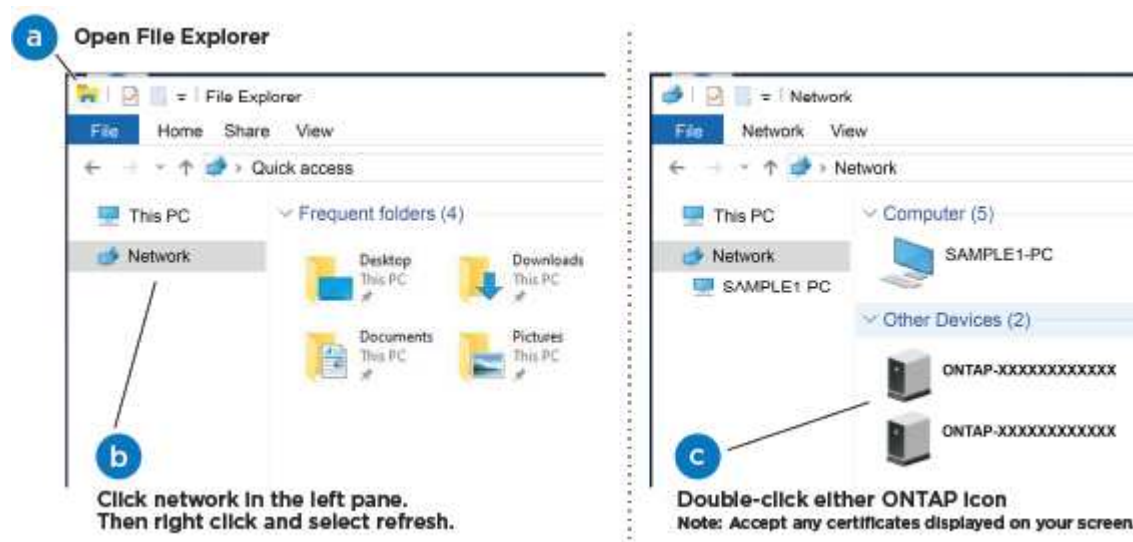 a Open File Explorer
File Explorer
File Home Share View
Quick access
This PC
Network
Frequent folders (4)
Desktop
This PC
Downloads
This PC
Documents
This PC
Pictures
This PC
b
Click network in the left pane.
Then right click and select refresh.
Network
File Network View
Network
This PC
Network
SAMPLE1 PC
Computer (5)
SAMPLE1-PC
Other Devices (2)
ONTAP-XXXXXXXXXXXX
ONTAP-XXXXXXXXXXXX
c
Double-click either ONTAP icon
Note: Accept any certificates displayed on your screen